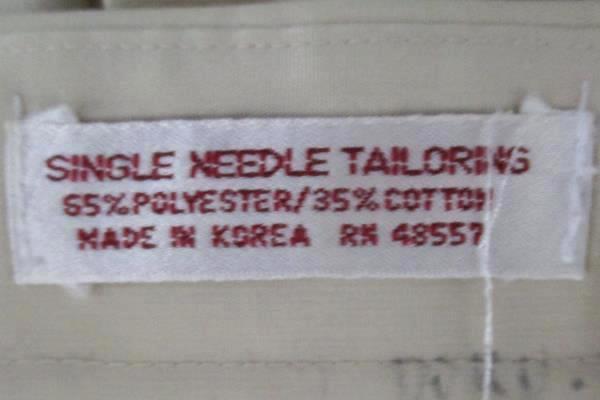 SINGLE NEEDLE TAILORING
65%POLYESTER/35%COTTON
MADE IN KOREA RN 48557